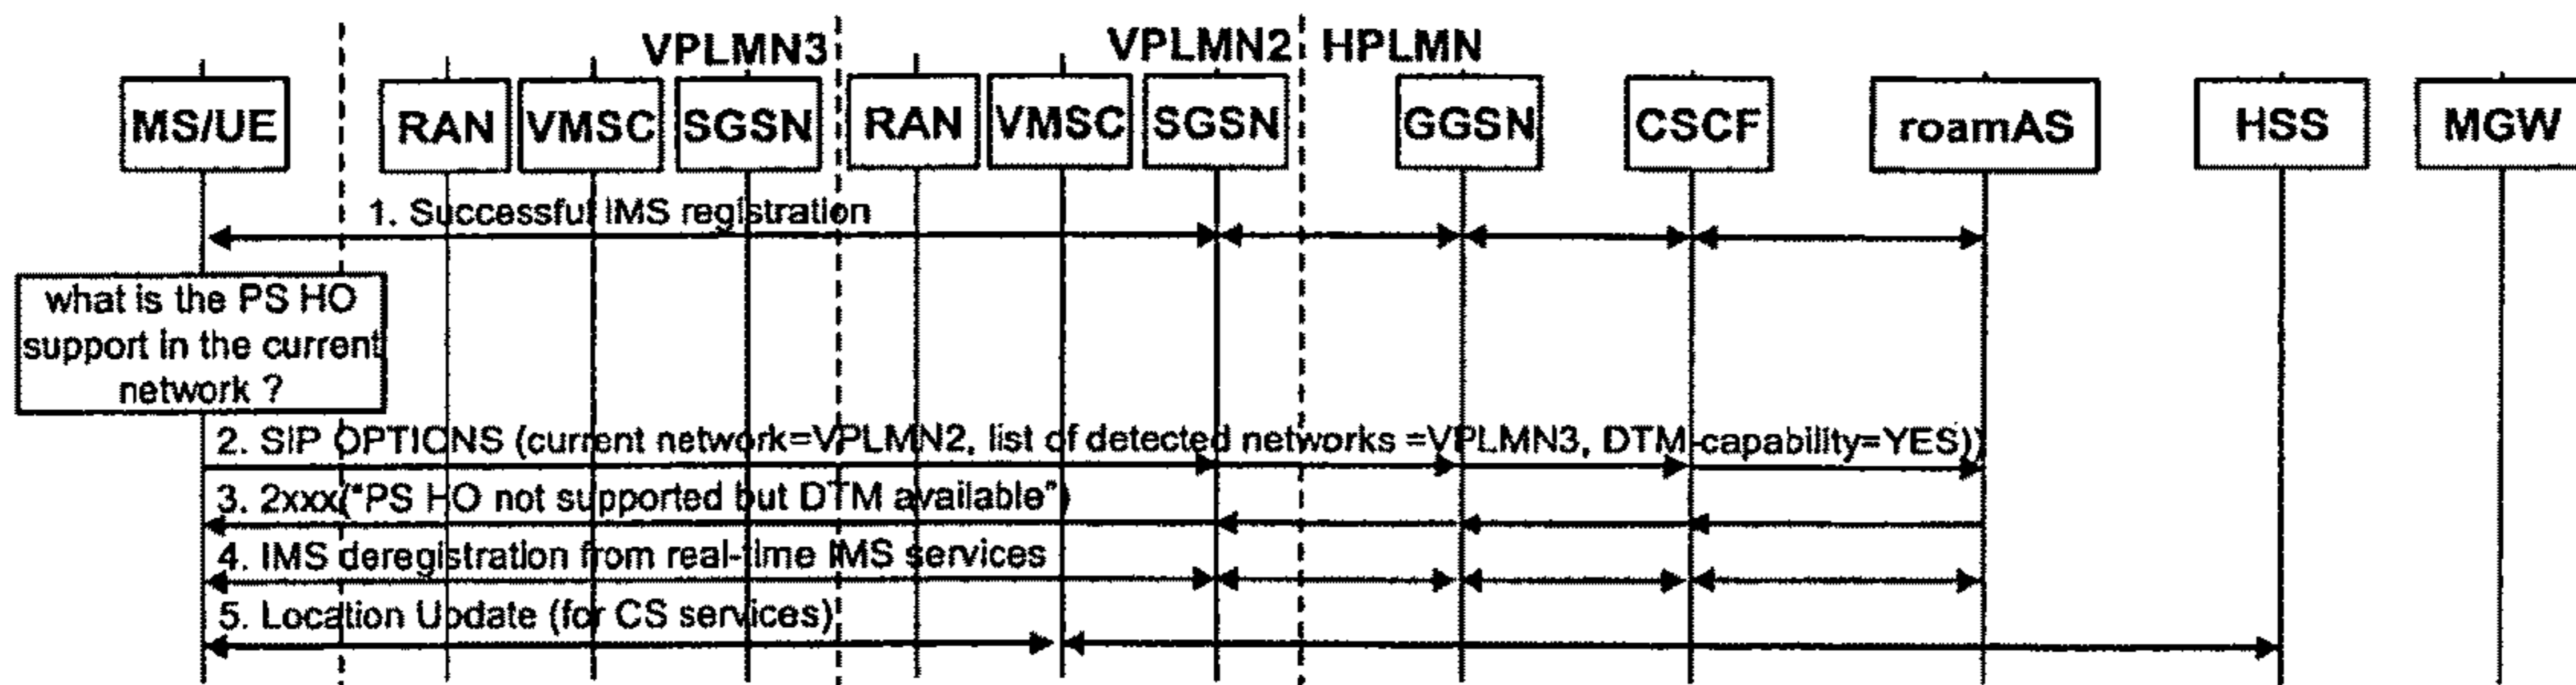 VPLMN3 VPLMN2 HPLMN
MS/UE RAN VMSC SGSN RAN VMSC SGSN GGSN CSCF roamAS HSS MGW
1. Successful IMS registration
what is the PS HO
support in the current
network ?
2. SIP OPTIONS (current network=VPLMN2, list of detected networks =VPLMN3, DTM-capability=YES))
3. 2xxx("PS HO not supported but DTM available")
4. IMS deregistration from real-time IMS services
5. Location Update (for CS services)